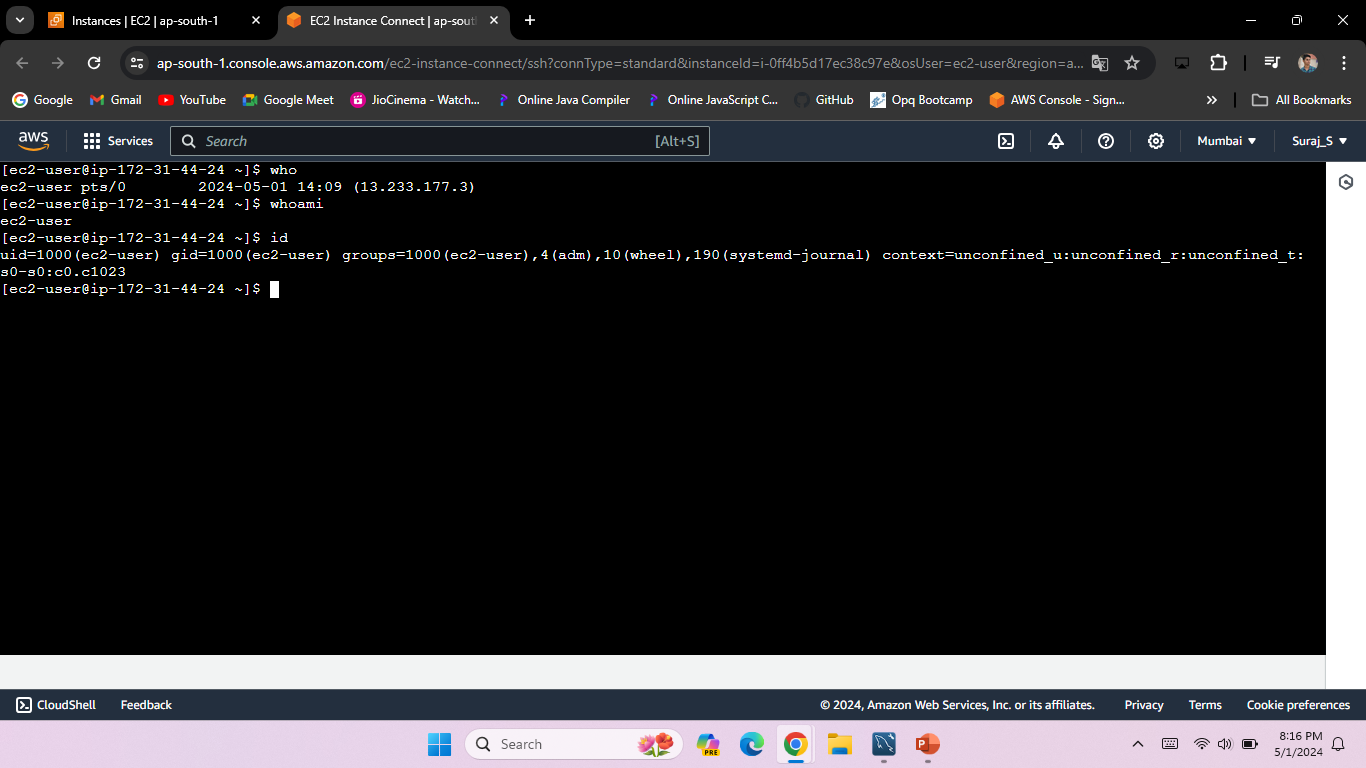 Instances | EC2 | ap-south-1
EC2 Instance Connect | ap-sout
ap-south-1.console.aws.amazon.com/ec2-instance-connect/ssh?connType=standard&instanceId=i-0ff4b5d17ec38c97e&osUser=ec2-user&region=a...
Google Gmail YouTube Google Meet JioCinema - Watch... Online Java Compiler Online JavaScript C... GitHub Opq Bootcamp AWS Console - Sign... » All Bookmarks
aws Services Search [Alt+S] Mumbai Suraj_S
[ec2-user@ip-172-31-44-24 ~]$ who
ec2-user pts/0        2024-05-01 14:09 (13.233.177.3)
[ec2-user@ip-172-31-44-24 ~]$ whoami
ec2-user
[ec2-user@ip-172-31-44-24 ~]$ id
uid=1000(ec2-user) gid=1000(ec2-user) groups=1000(ec2-user),4(adm),10(wheel),190(systemd-journal) context=unconfined_u:unconfined_r:unconfined_t:
s0-s0:c0.c1023
[ec2-user@ip-172-31-44-24 ~]$
CloudShell Feedback © 2024, Amazon Web Services, Inc. or its affiliates. Privacy Terms Cookie preferences
Search PRE 8:16 PM
5/1/2024